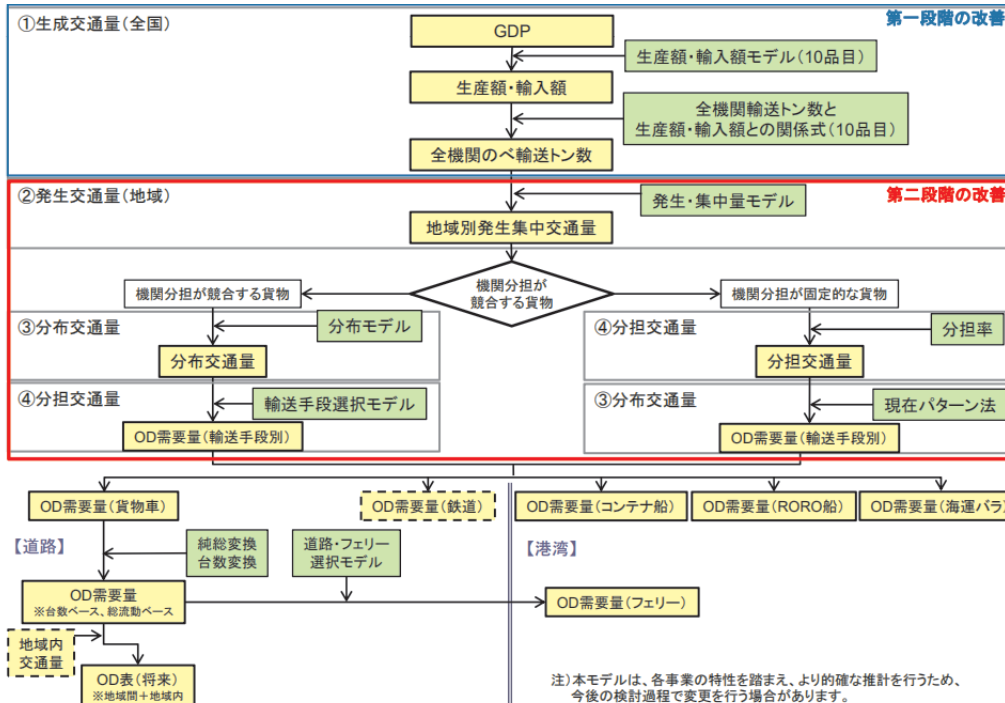 ①生成交通量(全国)
第一段階の改善
GDP
生産額・輸入額モデル(10品目)
生産額・輸入額
全機関輸送トン数と
生産額・輸入額との関係式(10品目)
全機関のべ輸送トン数
②発生交通量(地域)
第二段階の改善
発生・集中量モデル
地域別発生集中交通量
機関分担が
競合する貨物
機関分担が競合する貨物
機関分担が固定的な貨物
③分布交通量
分布モデル
分布交通量
④分担交通量
分担率
分担交通量
④分担交通量
輸送手段選択モデル
OD需要量(輸送手段別)
③分布交通量
現在パターン法
OD需要量(輸送手段別)
OD需要量(貨物車)
OD需要量(鉄道)
OD需要量(コンテナ船)
OD需要量(RORO船)
OD需要量(海運バラ)
【道路】
純総変換
台数変換
道路・フェリー
選択モデル
【港湾】
OD需要量
※台数ベース、総流動ベース
OD需要量(フェリー)
地域内
交通量
OD表(将来)
※地域間+地域内
注)本モデルは、各事業の特性を踏まえ、より的確な推計を行うため、
今後の検討過程で変更を行う場合があります。